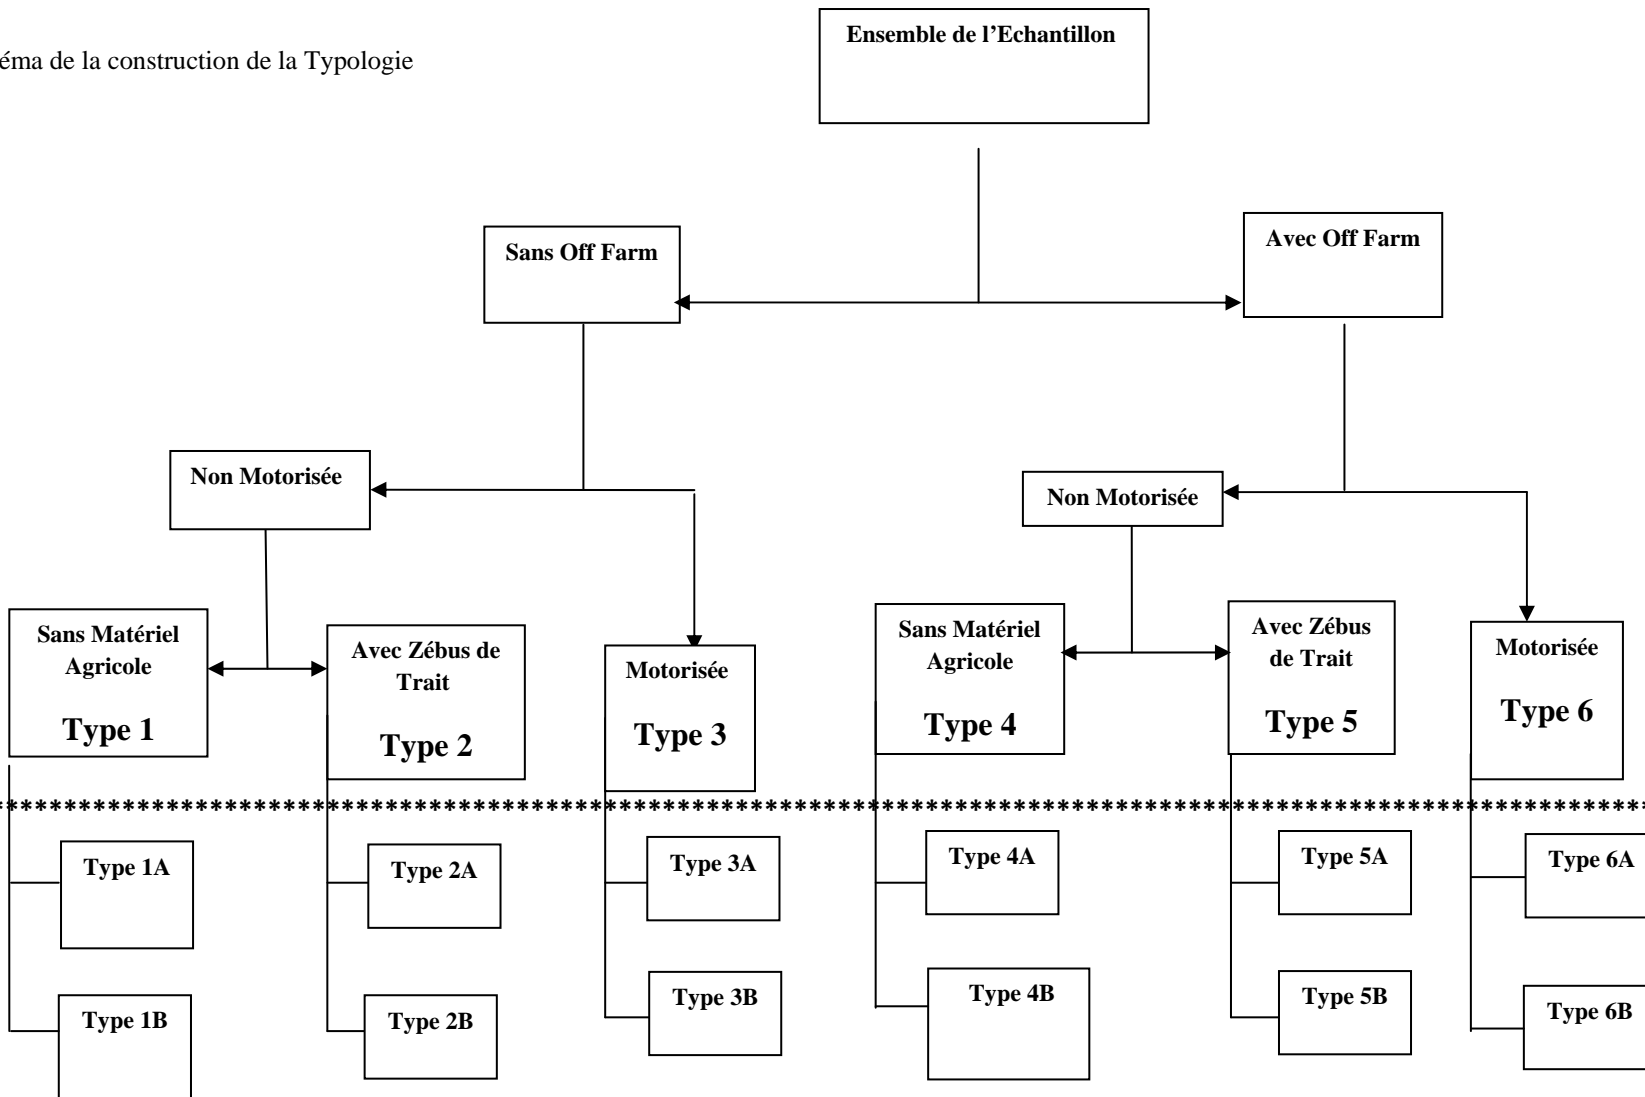 Ensemble de l’Echantillon
éma de la construction de la Typologie
Sans Off Farm
Avec Off Farm
Non Motorisée
Non Motorisée
Sans Matériel
Agricole
Type 1
Avec Zébus de
Trait
Type 2
Motorisée
Type 3
Sans Matériel
Agricole
Type 4
Avec Zébus
de Trait
Type 5
Motorisée
Type 6
Type 1A
Type 2A
Type 3A
Type 4A
Type 5A
Type 6A
Type 1B
Type 2B
Type 3B
Type 4B
Type 5B
Type 6B